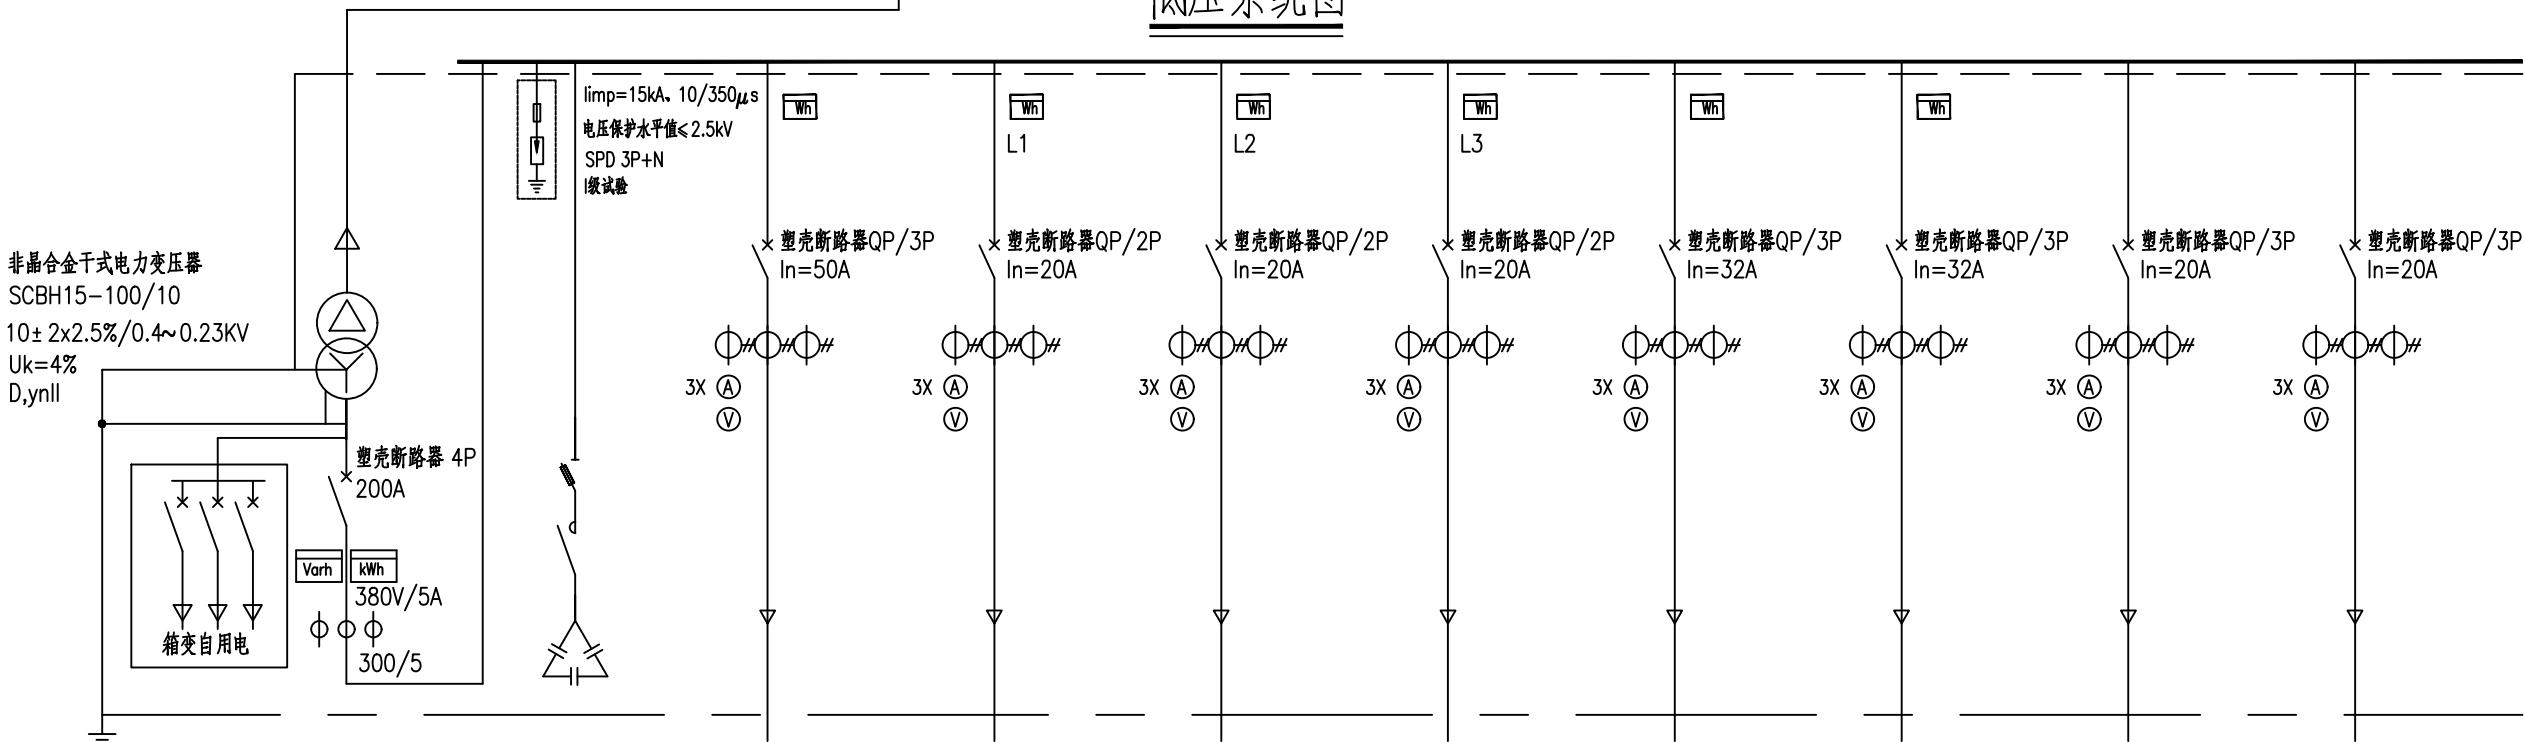 低压系统图
Iimp=15kA、10/350μs
电压保护水平值≤2.5kV
SPD 3P+N
I级试验
Wh
Wh
L1
Wh
L2
Wh
L3
Wh
Wh
塑壳断路器QP/3P
In=50A
塑壳断路器QP/2P
In=20A
塑壳断路器QP/2P
In=20A
塑壳断路器QP/2P
In=20A
塑壳断路器QP/3P
In=32A
塑壳断路器QP/3P
In=32A
塑壳断路器QP/3P
In=20A
塑壳断路器QP/3P
In=20A
非晶合金干式电力变压器
SCBH15-100/10
10±2x2.5%/0.4~0.23KV
Uk=4%
D,ynII
3X A
V
3X A
V
3X A
V
3X A
V
3X A
V
3X A
V
3X A
V
3X A
V
塑壳断路器 4P
200A
Varh
kWh
380V/5A
300/5
箱变自用电